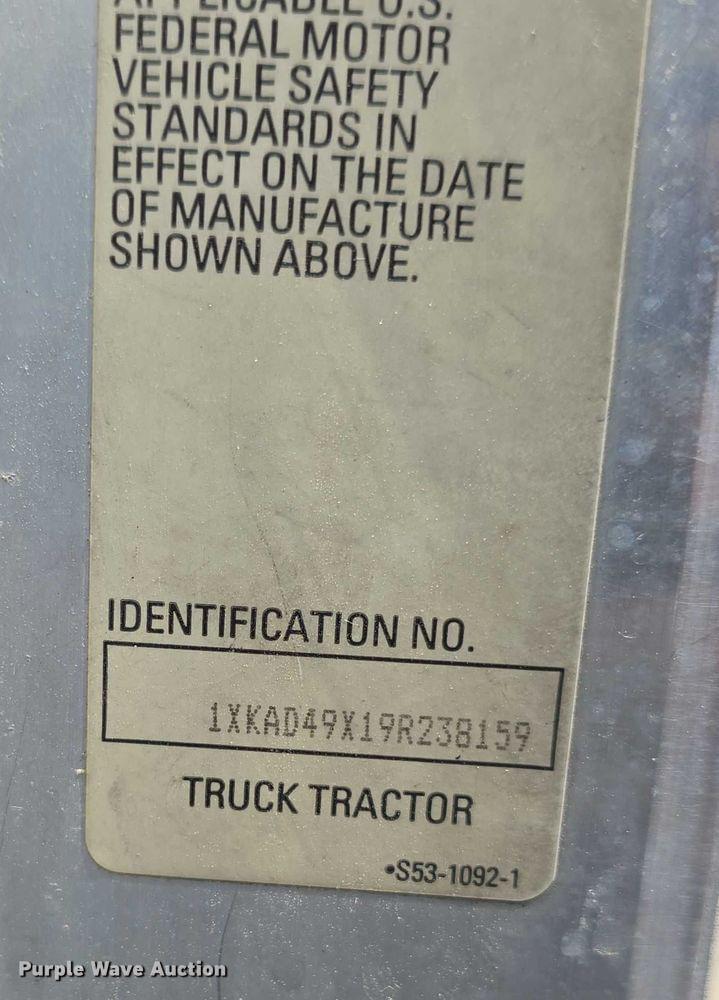 APPLICABLE U.S.
FEDERAL MOTOR
VEHICLE SAFETY
STANDARDS IN
EFFECT ON THE DATE
OF MANUFACTURE
SHOWN ABOVE.
IDENTIFICATION NO.
1XKAD49X19R238159
TRUCK TRACTOR
•S53-1092-1
Purple Wave Auction